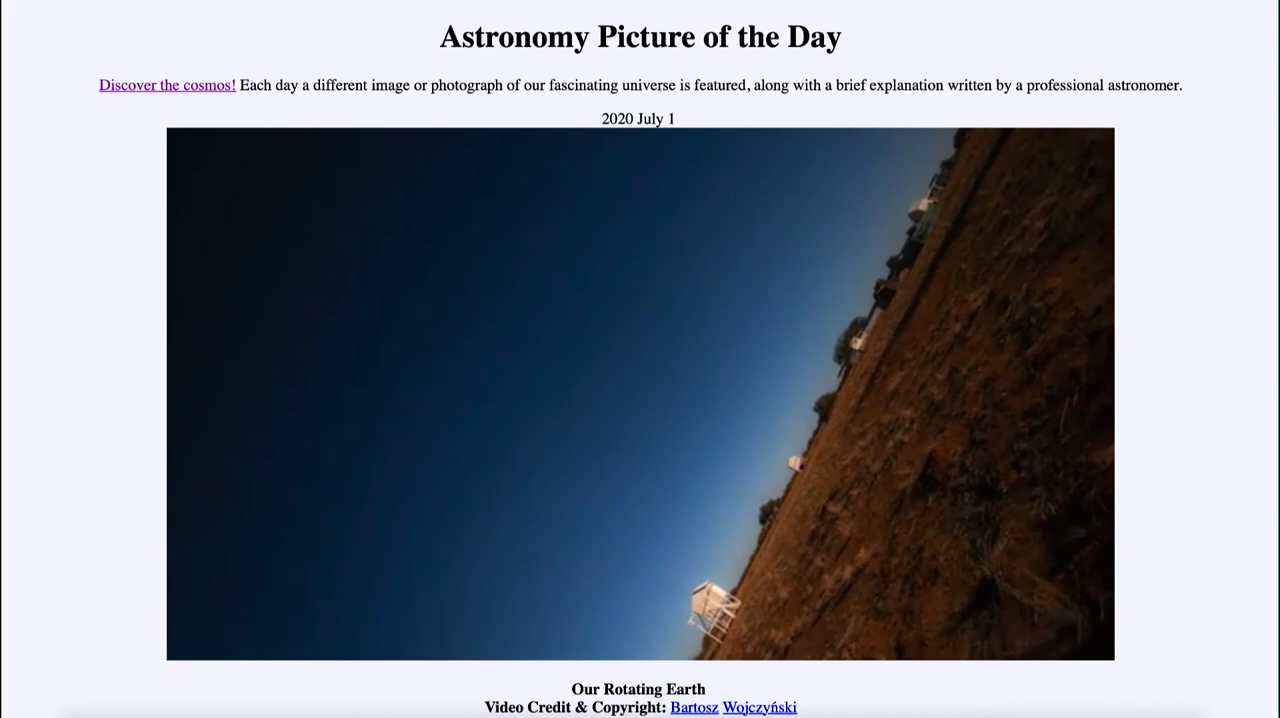 Astronomy Picture of the Day
Discover the cosmos! Each day a different image or photograph of our fascinating universe is featured, along with a brief explanation written by a professional astronomer.
2020 July 1
Our Rotating Earth
Video Credit & Copyright: Bartosz Wojczyński